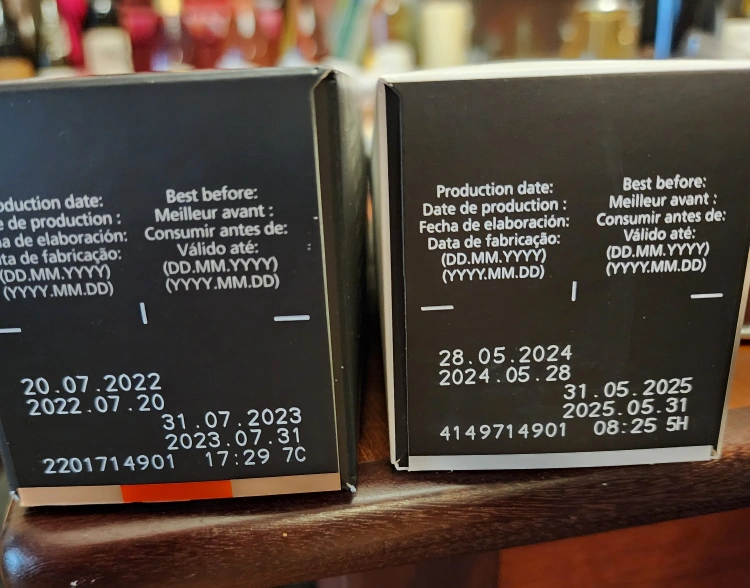 oduction date:
e de production :
ha de elaboración:
ta de fabricação:
(DD.MM.YYYY)
(YYYY.MM.DD)
Best before:
Meilleur avant :
Consumir antes de:
Válido até:
(DD.MM.YYYY)
(YYYY.MM.DD)
20.07.2022
2022.07.20
31.07.2023
2023.07.31
2201714901 17:29 7C
Production date:
Date de production :
Fecha de elaboración:
Data de fabricação:
(DD.MM.YYYY)
(YYYY.MM.DD)
Best before:
Meilleur avant :
Consumir antes de:
Válido até:
(DD.MM.YYYY)
(YYYY.MM.DD)
28.05.2024
2024.05.28
31.05.2025
2025.05.31
4149714901 08:25 5H